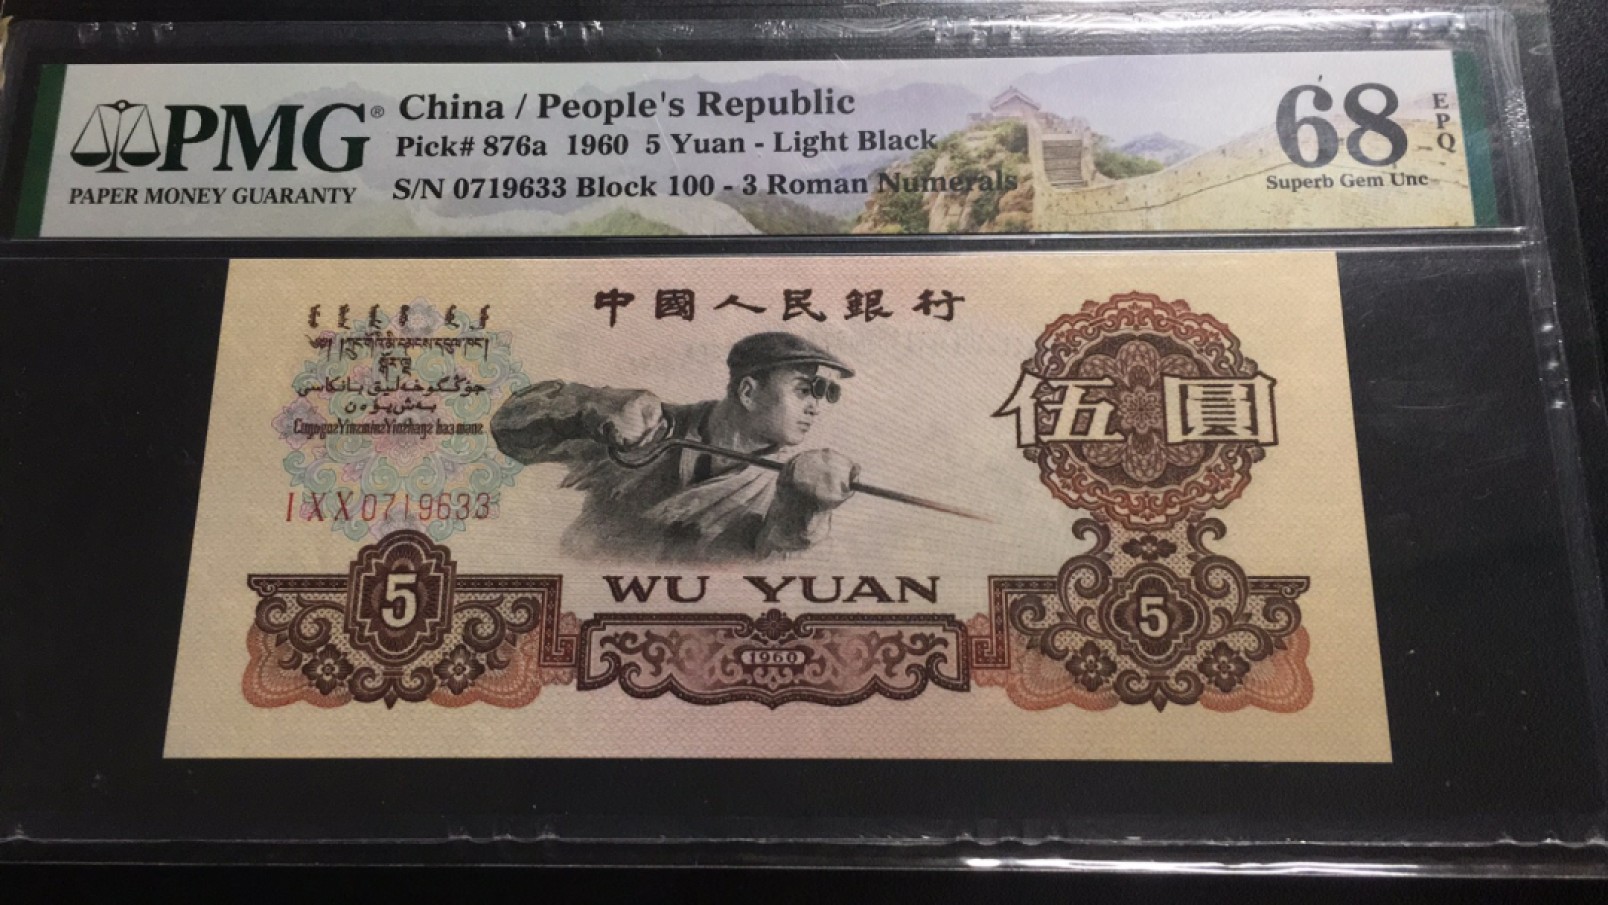 PMG®
PAPER MONEY GUARANTY
China / People's Republic
Pick# 876a 1960 5 Yuan - Light Black
S/N 0719633 Block 100 - 3 Roman Numerals
68
EPQ
Superb Gem Unc
中國人民銀行
伍圓
I X X 0719633
5
WU YUAN
5
1960